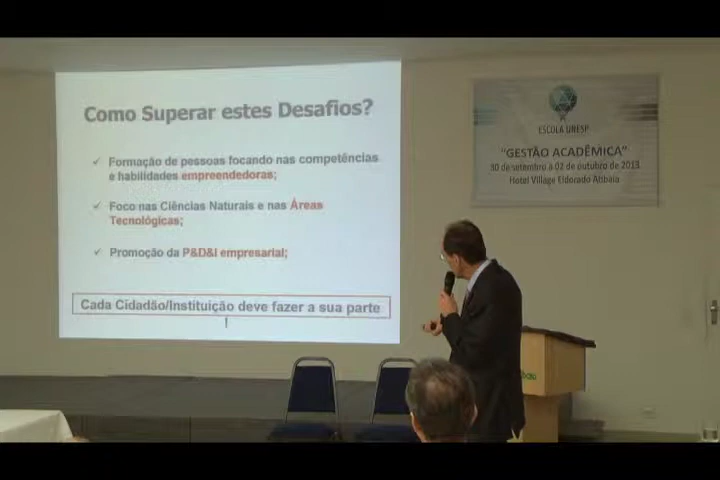 Como Superar estes Desafios?
✓ Formação de pessoas focando nas competências
e habilidades empreendedoras;
✓ Foco nas Ciências Naturais e nas Áreas
Tecnológicas;
✓ Promoção da P&D&I empresarial;
Cada Cidadão/Instituição deve fazer a sua parte
!
ESCOLA UNESP
"GESTÃO ACADÊMICA"
30 de setembro a 02 de outubro de 2013
Hotel Village Eldorado Atibaia